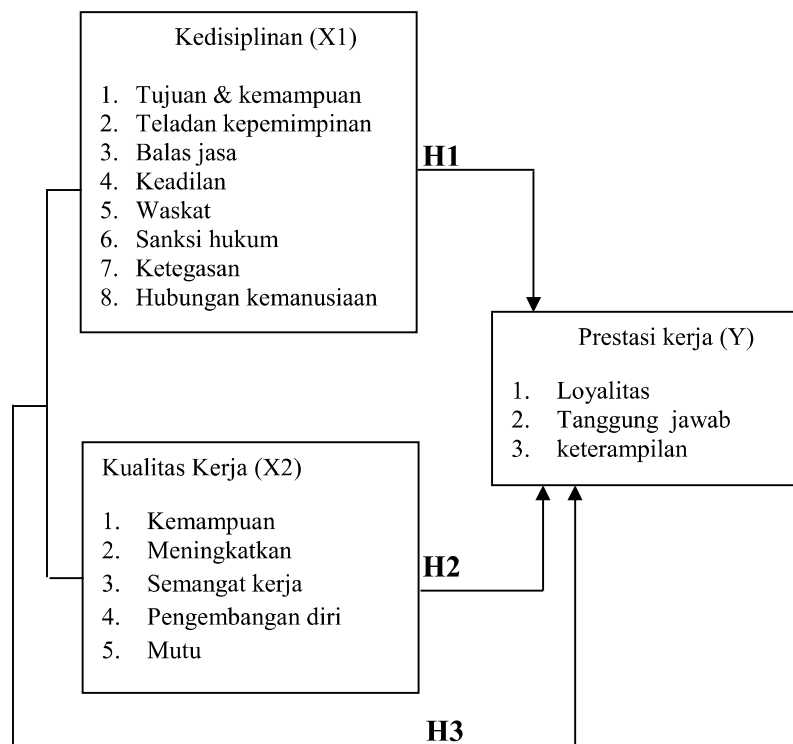 Kedisiplinan (X1)
1. Tujuan & kemampuan
2. Teladan kepemimpinan
3. Balas jasa
4. Keadilan
5. Waskat
6. Sanksi hukum
7. Ketegasan
8. Hubungan kemanusiaan
H1
Prestasi kerja (Y)
1. Loyalitas
2. Tanggung jawab
3. keterampilan
Kualitas Kerja (X2)
1. Kemampuan
2. Meningkatkan
3. Semangat kerja
4. Pengembangan diri
5. Mutu
H2
H3